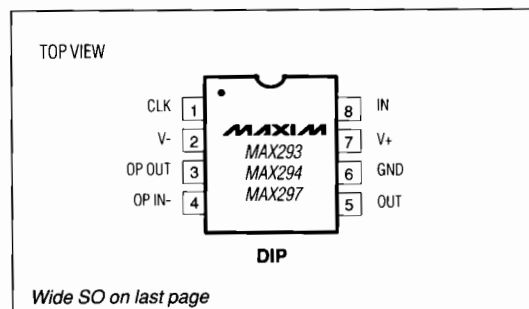 TOP VIEW
CLK 1
8 IN
V- 2
7 V+
OP OUT 3
6 GND
OP IN- 4
5 OUT
MAXIM
MAX293
MAX294
MAX297
DIP
Wide SO on last page